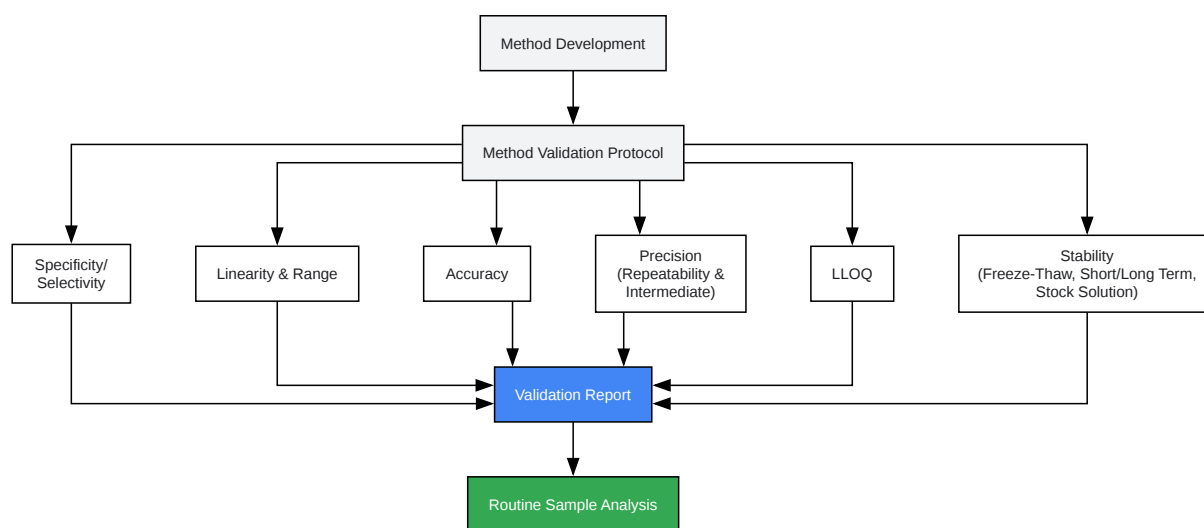 Method Development
Method Validation Protocol
Specificity/
Selectivity
Linearity & Range
Accuracy
Precision
(Repeatability &
Intermediate)
LLOQ
Stability
(Freeze-Thaw, Short/Long Term,
Stock Solution)
Validation Report
Routine Sample Analysis